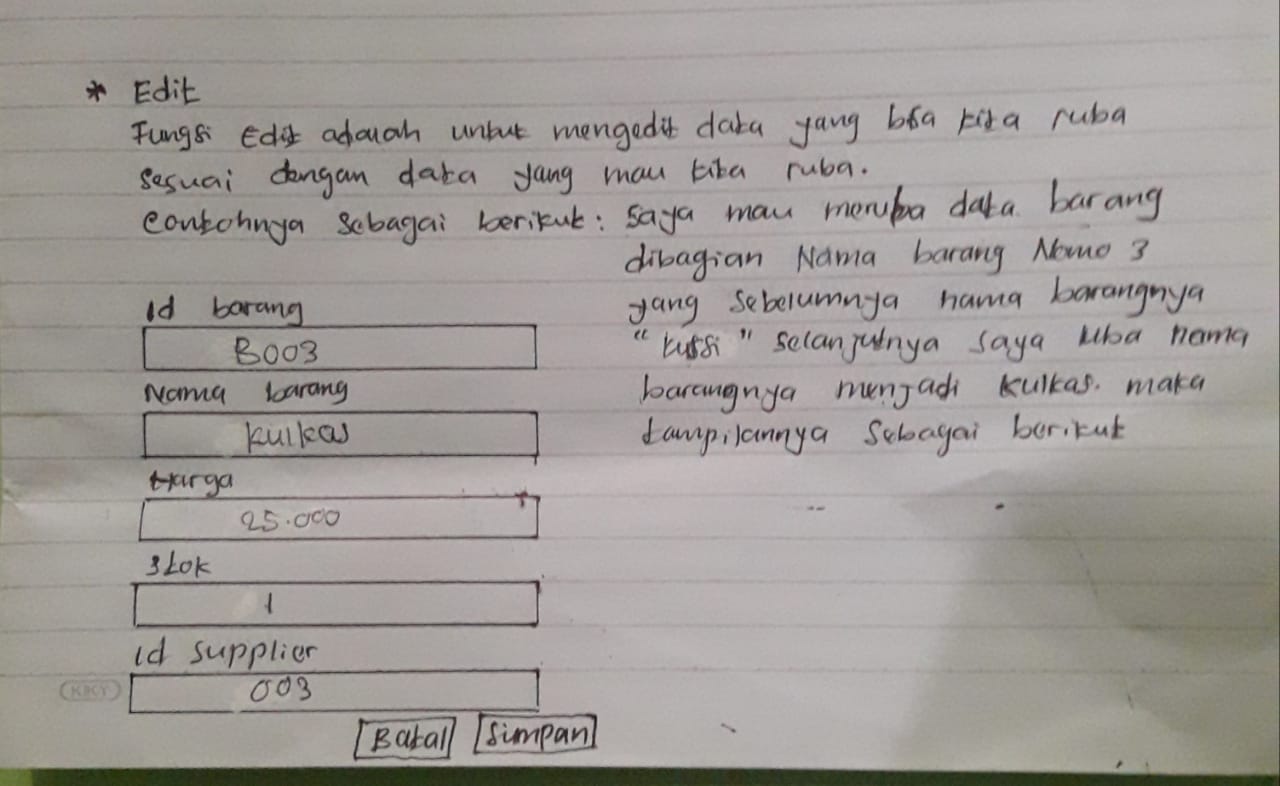 * Edit
Fungsi Edit adalah untuk mengedit data yang bisa kita ruba
sesuai dengan data yang mau kita ruba.
Contohnya sebagai berikut : saya mau meruba data barang
dibagian Nama barang Nomo 3
yang sebelumnya nama barangnya
"kursi" selanjutnya saya uba nama
barangnya menjadi kulkas. maka
tampilannya sebagai berikut
Id barang
B003
Nama barang
kulkas
Harga
25.000
Stok
1
id supplier
003
Batal Simpan
KIKY